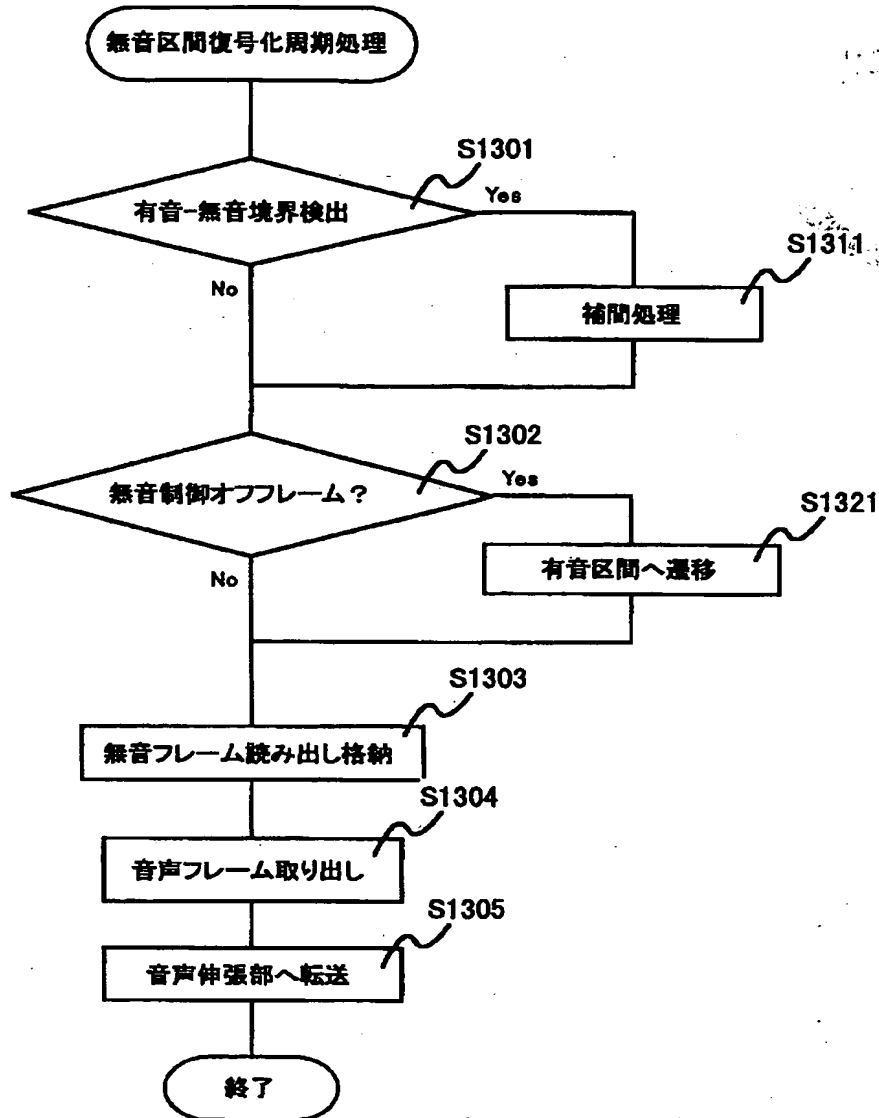 無音区間復号化周期処理
S1301
有音-無音境界検出
Yes
No
S1311
補間処理
S1302
無音制御オフフレーム?
Yes
No
S1321
有音区間へ遷移
S1303
無音フレーム読み出し格納
S1304
音声フレーム取り出し
S1305
音声伸張部へ転送
終了